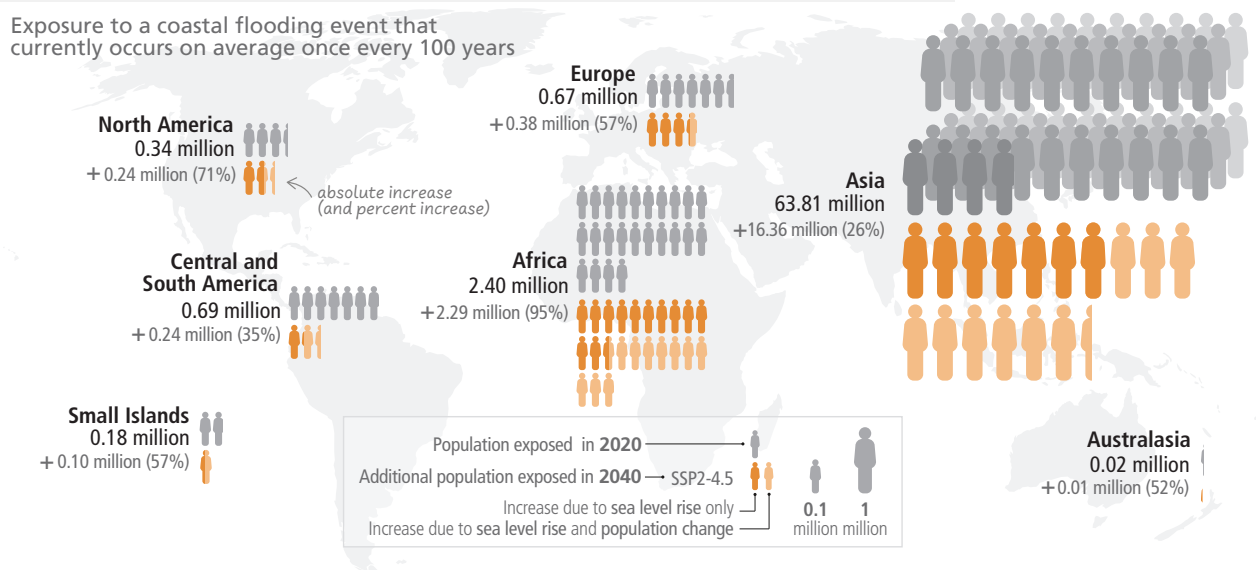 Exposure to a coastal flooding event that
currently occurs on average once every 100 years
North America
0.34 million
+0.24 million (71%)
absolute increase
(and percent increase)
Europe
0.67 million
+0.38 million (57%)
Asia
63.81 million
+16.36 million (26%)
Central and
South America
0.69 million
+0.24 million (35%)
Africa
2.40 million
+2.29 million (95%)
Small Islands
0.18 million
+0.10 million (57%)
Australasia
0.02 million
+0.01 million (52%)
Population exposed in 2020
Additional population exposed in 2040 SSP2-4.5
Increase due to sea level rise only
Increase due to sea level rise and population change
0.1 1
million million